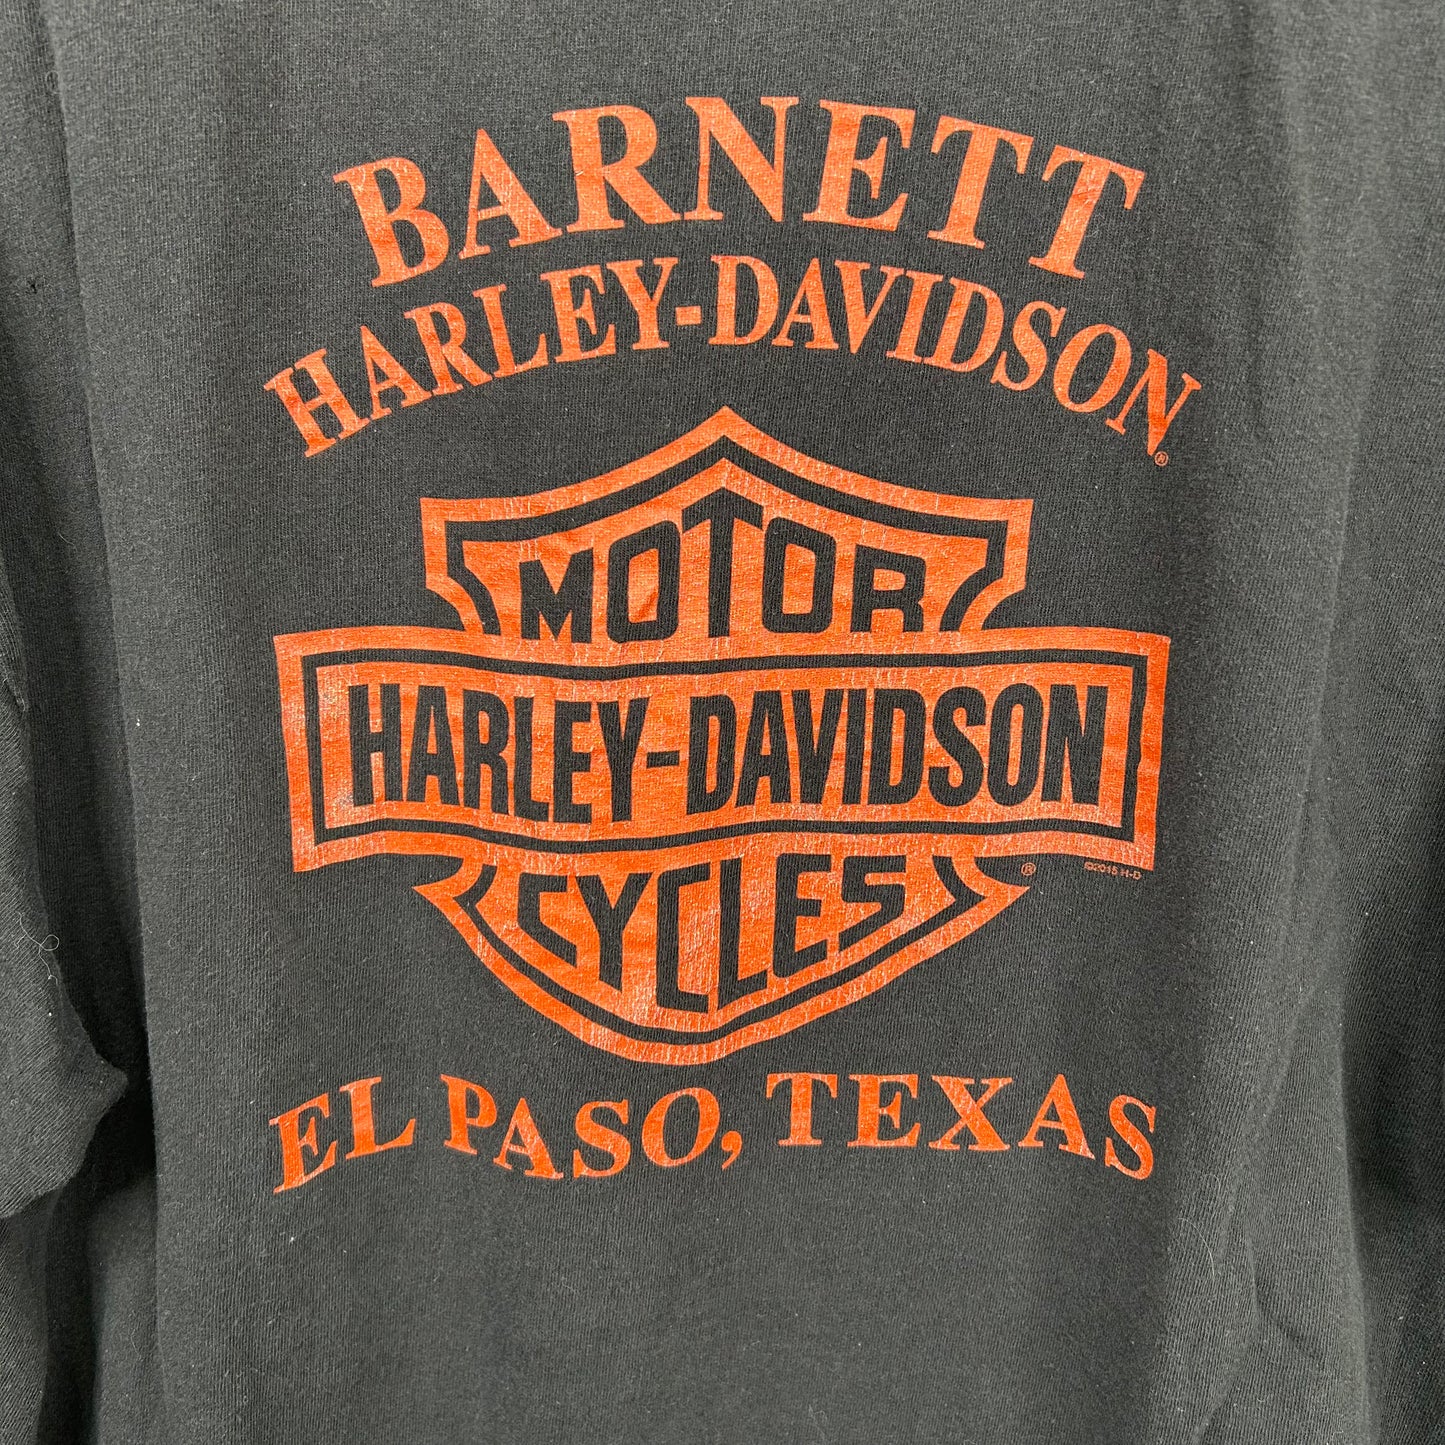 BARNETT
HARLEY-DAVIDSON®
MOTOR
HARLEY-DAVIDSON
CYCLES
® ©2015 H-D
EL PASO, TEXAS